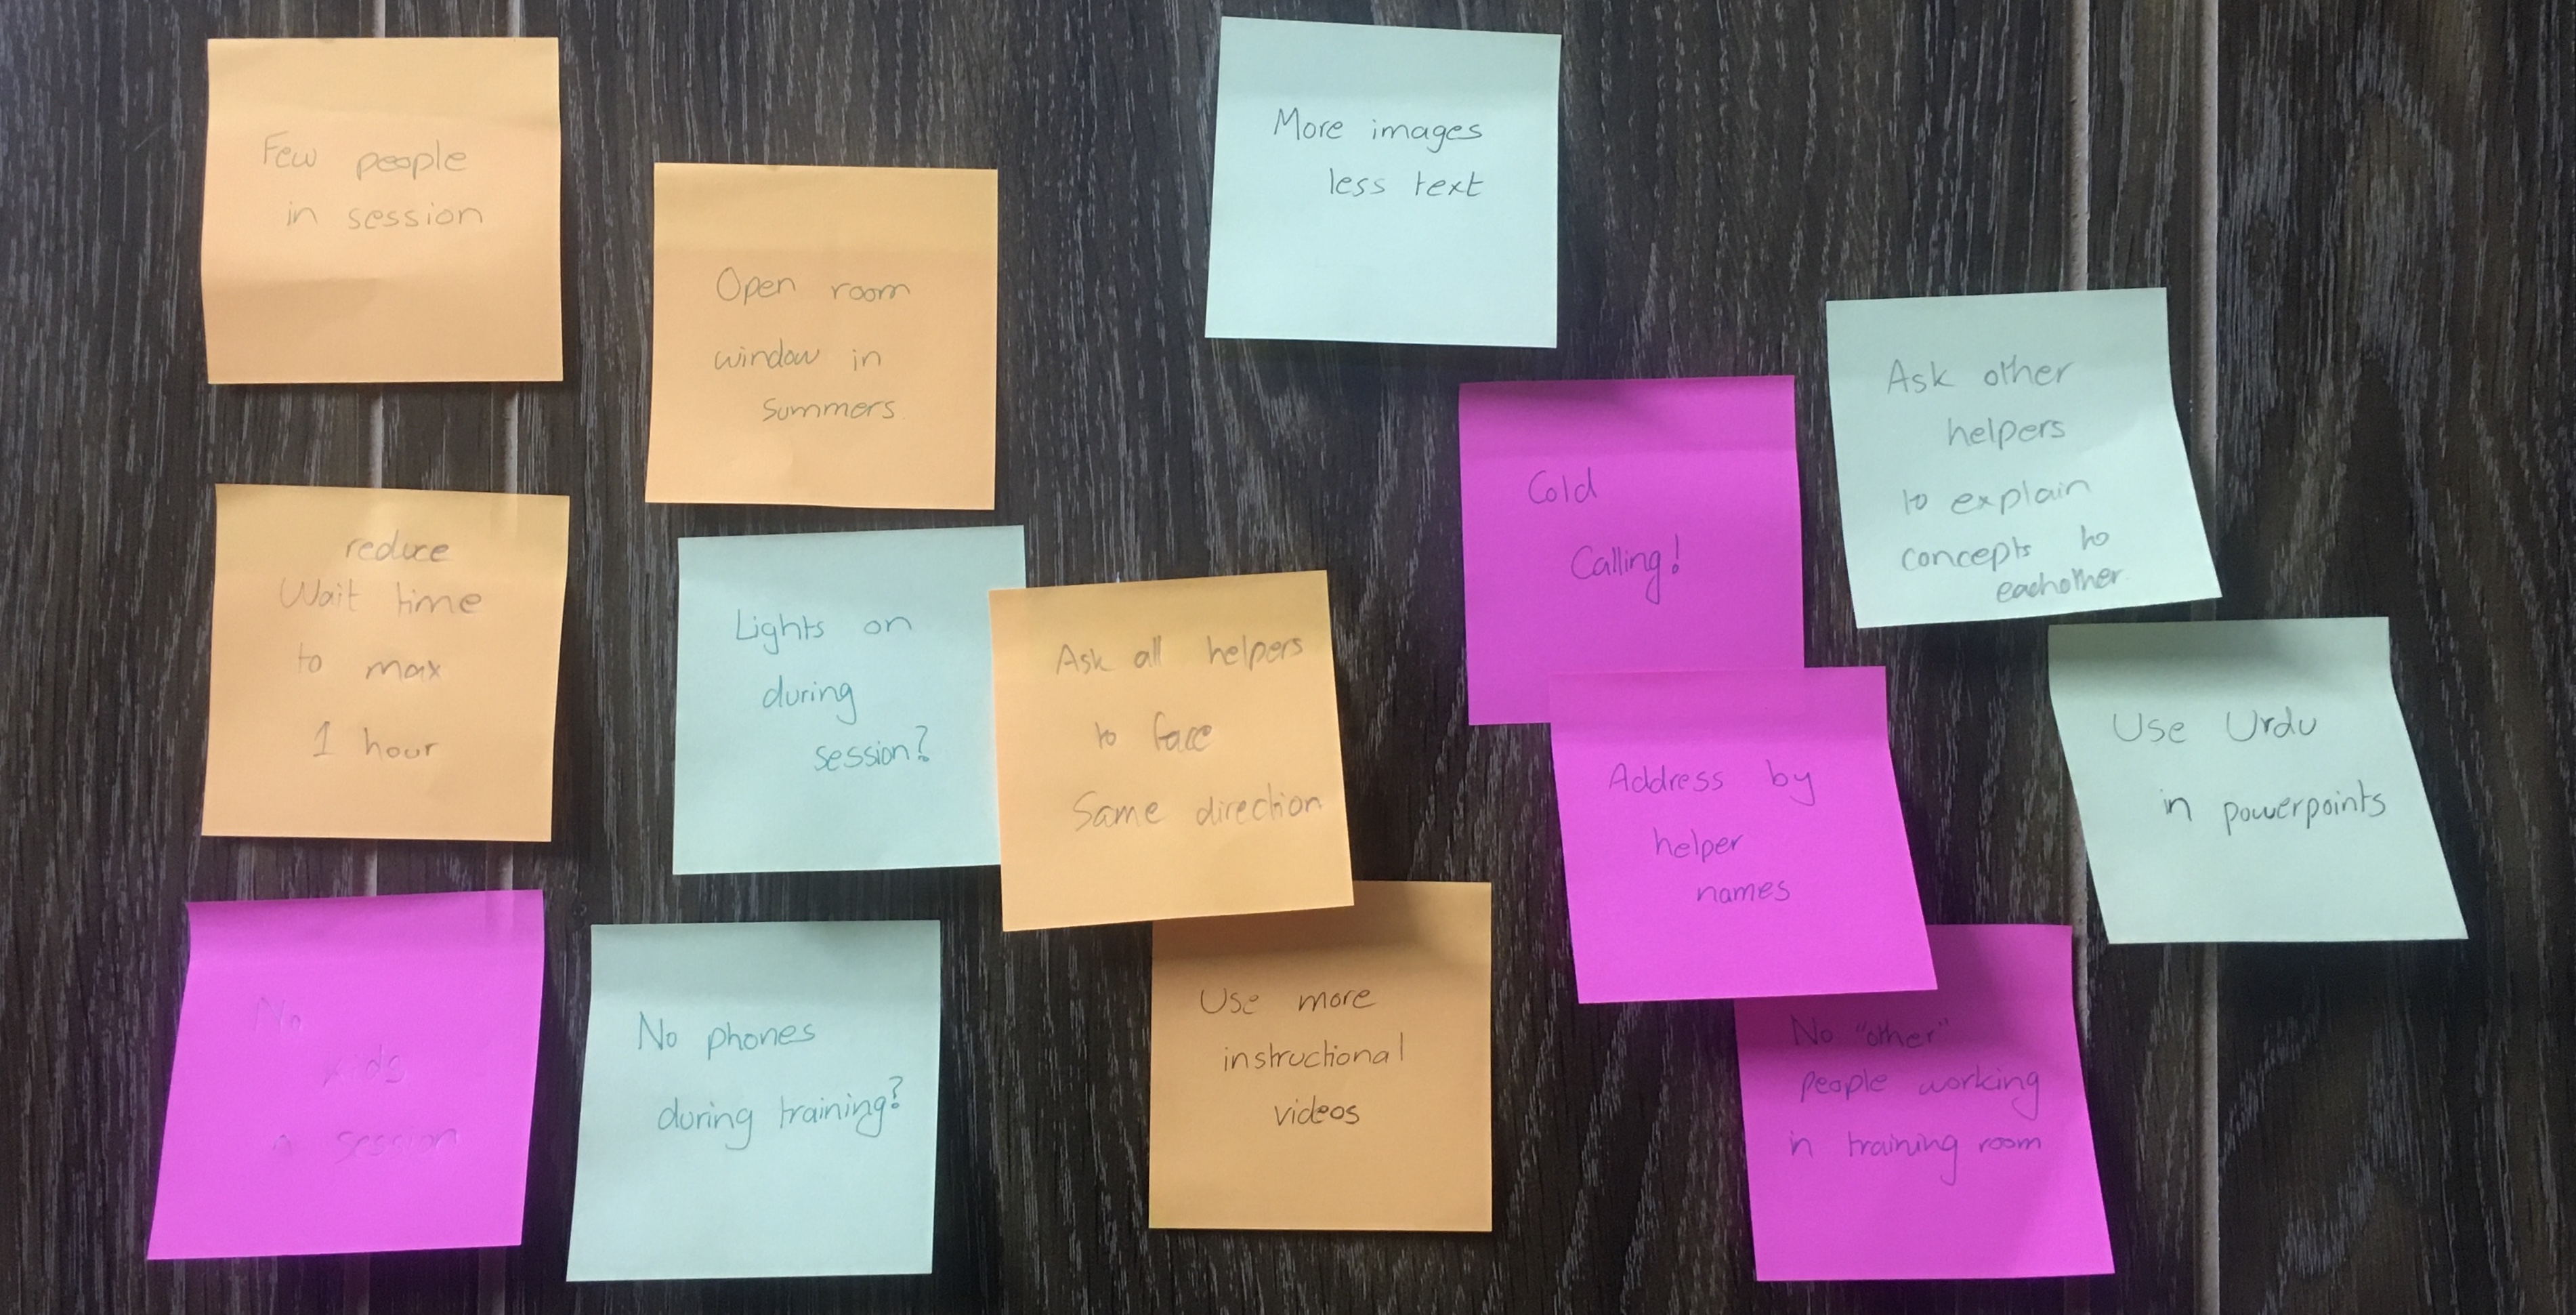 Few people
in session
Open room
window in
summers.
More images
less text
reduce
Wait time
to max
1 hour
Lights on
during
session?
Ask all helpers
to face
Same direction
Cold
Calling!
Ask other
helpers
to explain
concepts to
eachother.
Address by
helper
names
Use Urdu
in powerpoints
No
kids
session
No phones
during training?
Use more
instructional
videos
No "other"
people working
in training room